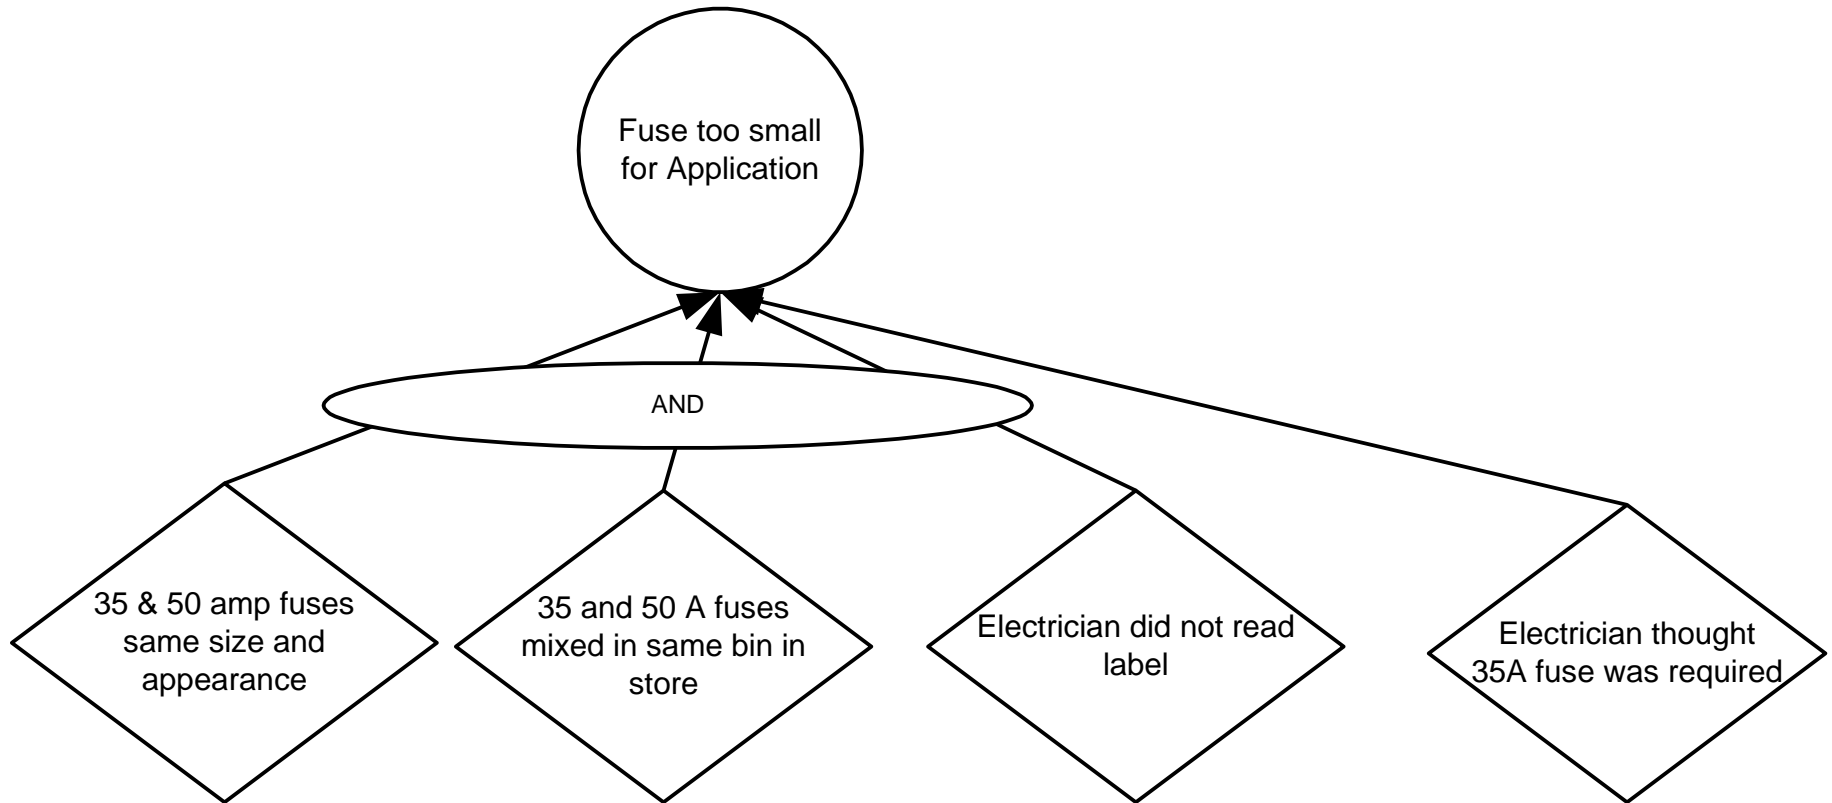 Fuse too small
for Application
AND
35 & 50 amp fuses
same size and
appearance
35 and 50 A fuses
mixed in same bin in
store
Electrician did not read
label
Electrician thought
35A fuse was required